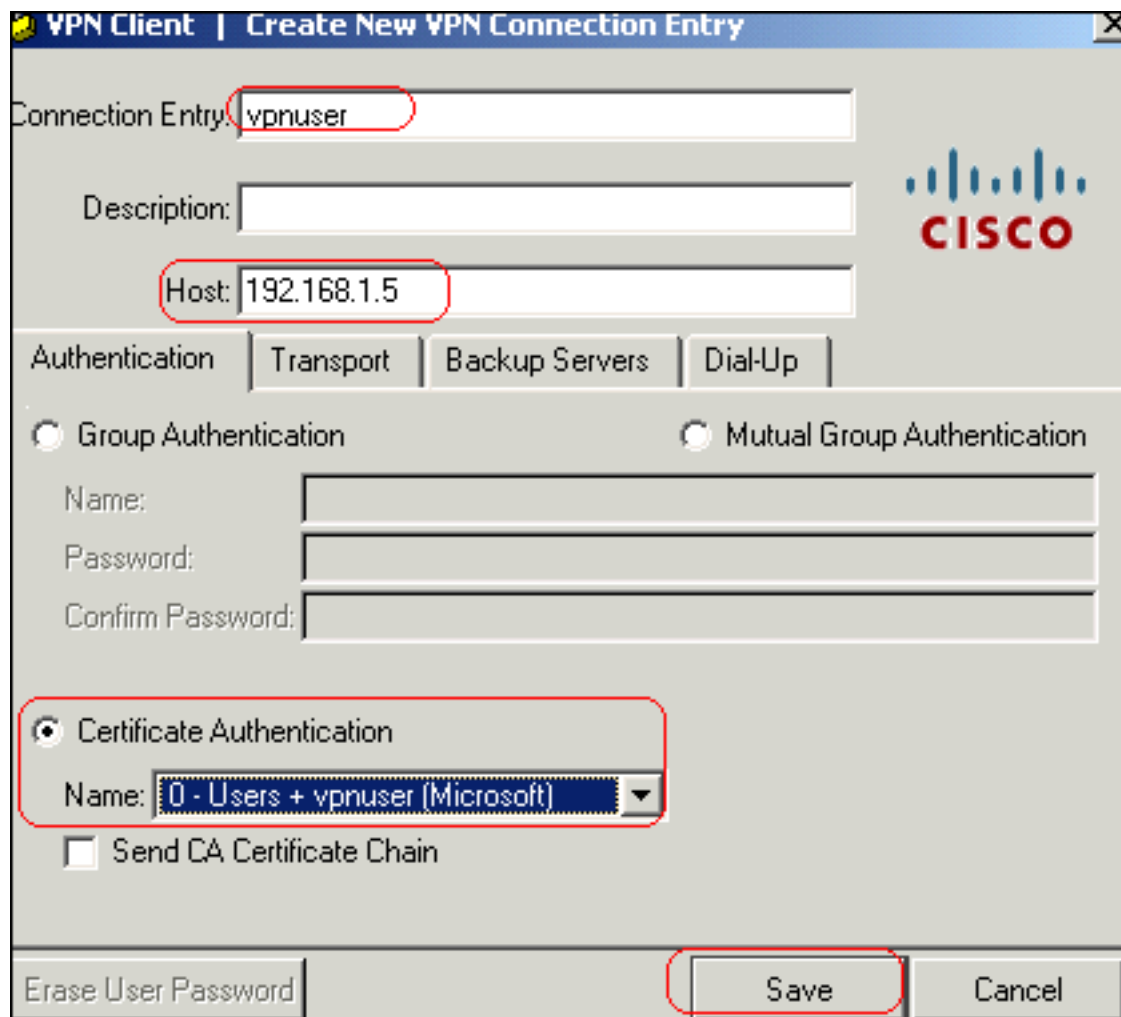 VPN Client | Create New VPN Connection Entry
Connection Entry: vpnuser
Description:
CISCO
Host: 192.168.1.5
Authentication Transport Backup Servers Dial-Up
Group Authentication Mutual Group Authentication
Name:
Password:
Confirm Password:
Certificate Authentication
Name: 0 - Users + vpnuser (Microsoft)
Send CA Certificate Chain
Erase User Password Save Cancel